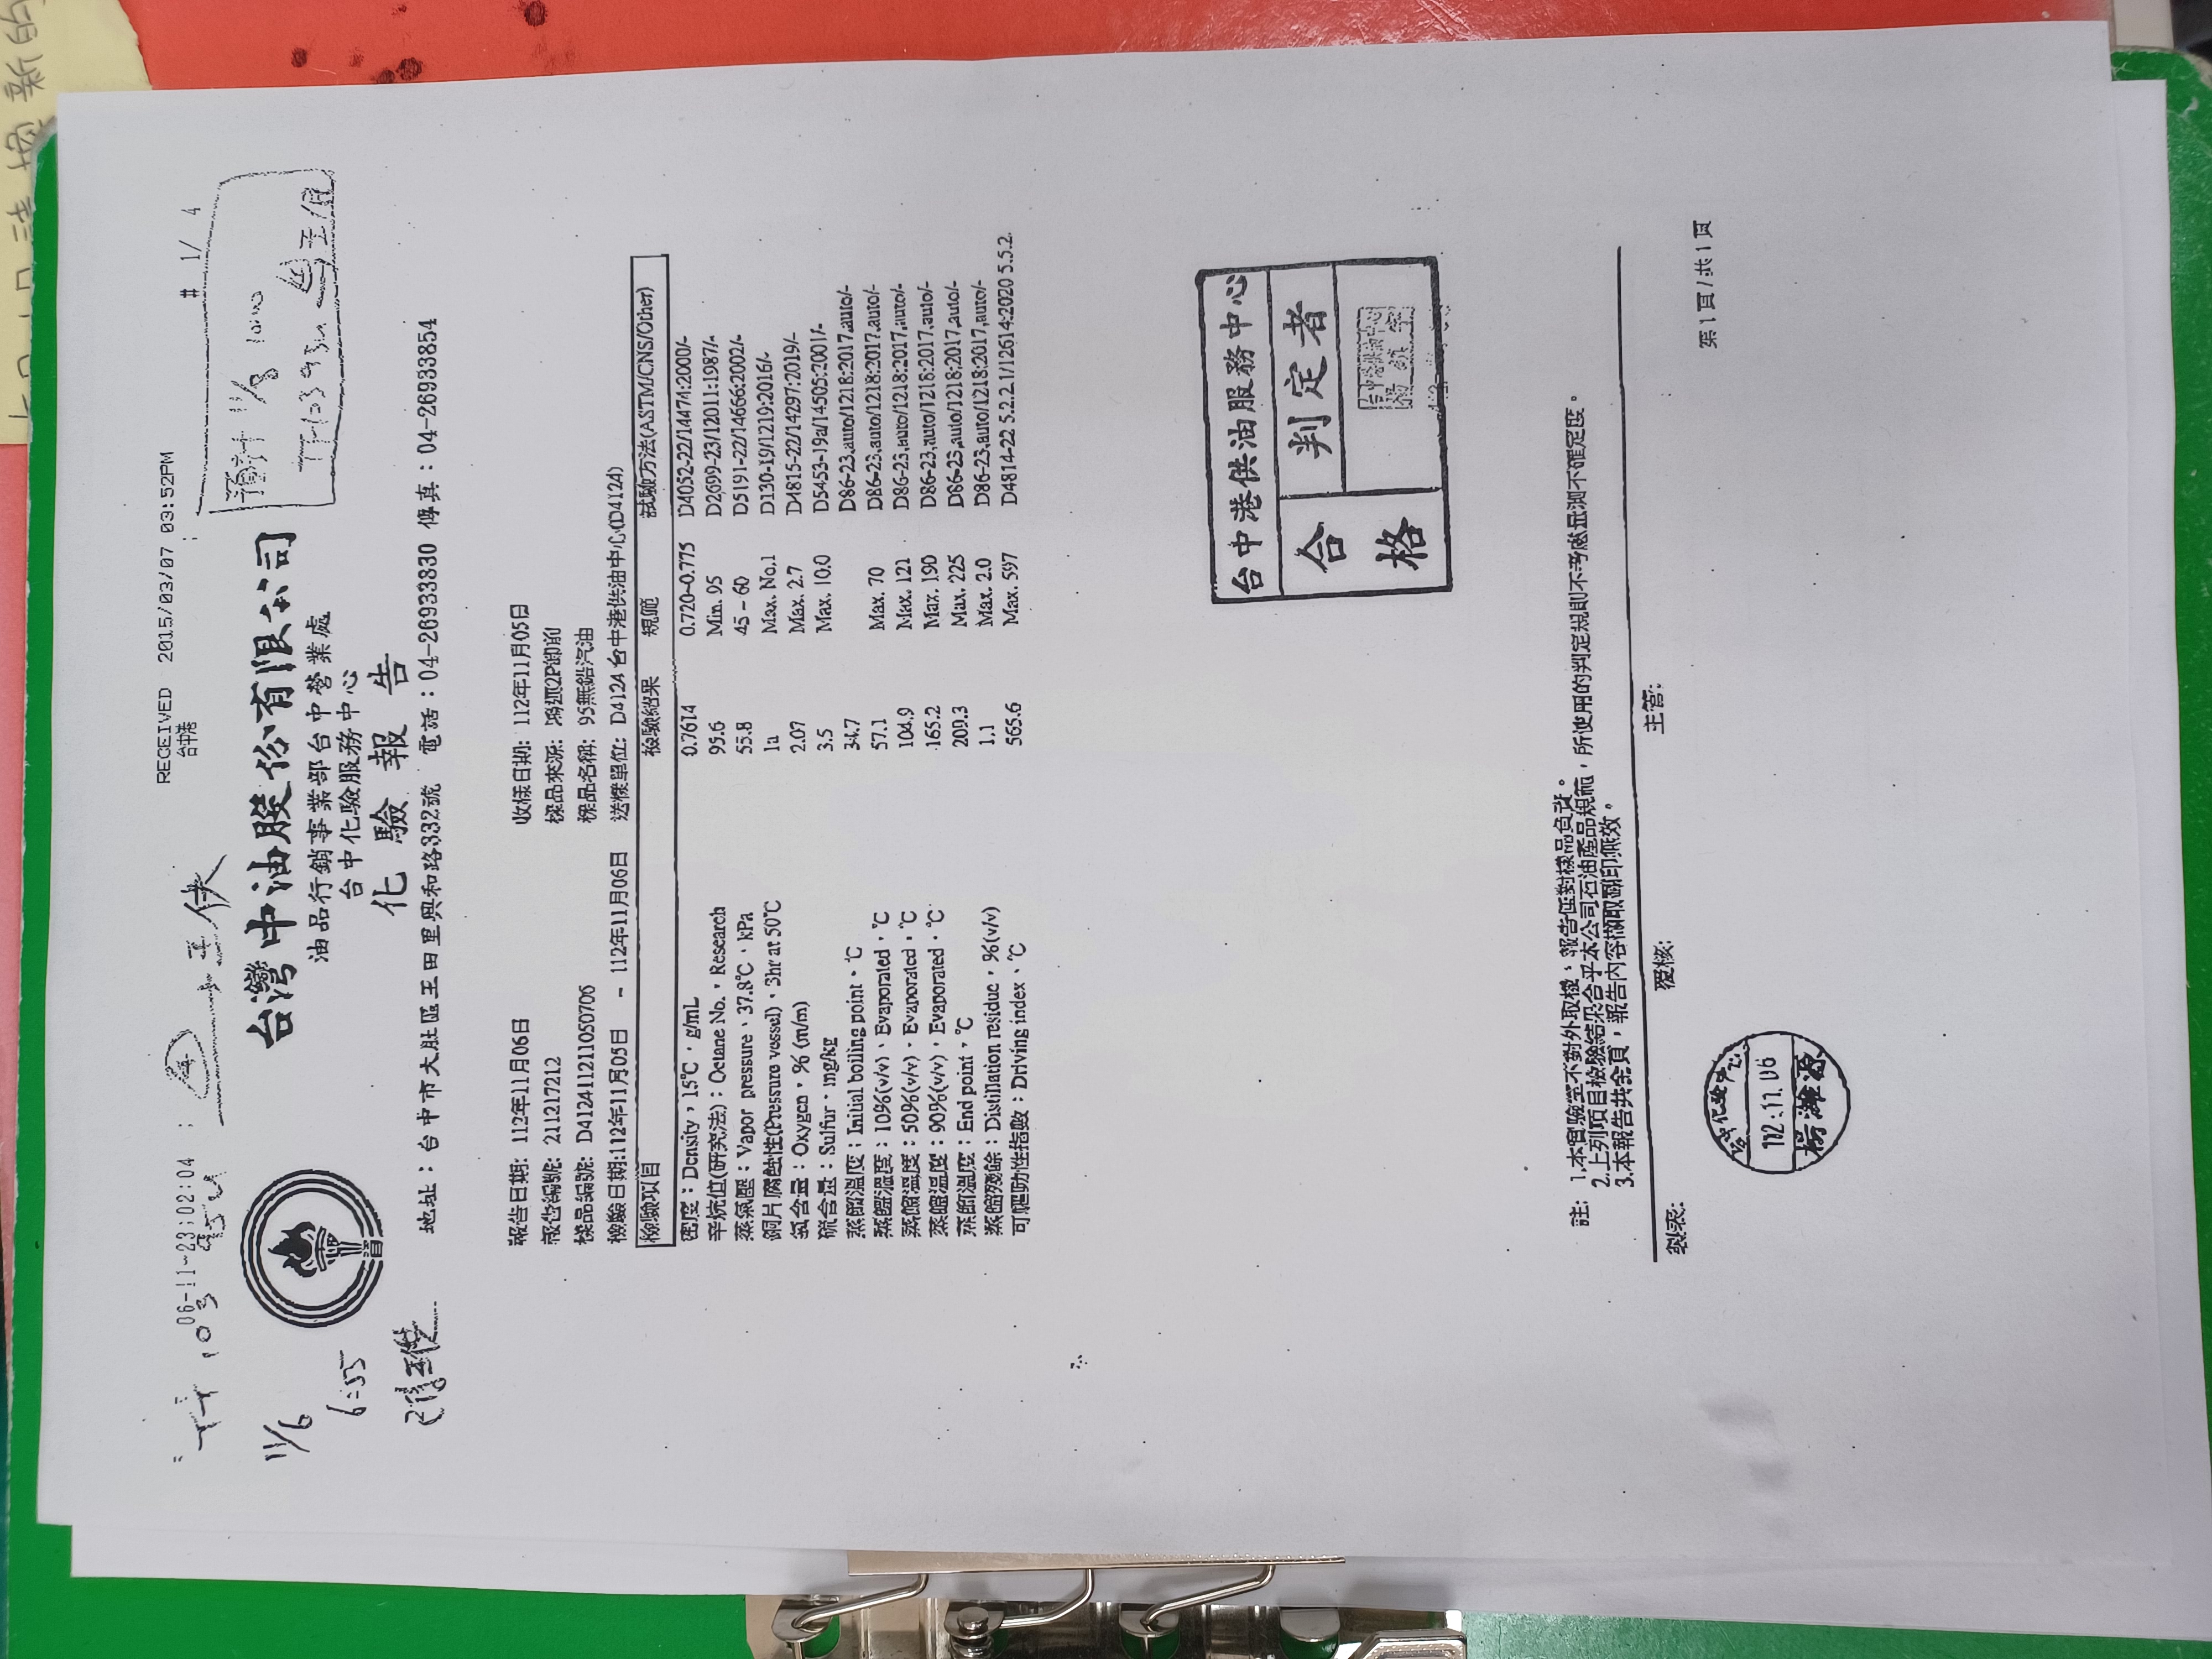 請換新的
RECEIVED 2015/03/07 03:52PM
06-11-23;02:04 ;
台中港
;
# 1/ 4
TT 103 95u → 王供
預計 11/8 1000
TT103 95u → 王供
11/6
6:55
台灣中油股份有限公司
油品行銷事業部台中營業處
台中化驗服務中心
化驗報告
地址：台中市大肚區王田里興和路332號 電話：04-26933830 傳真：04-26933854
報告日期: 112年11月06日 收樣日期: 112年11月05日
報告編號: 211217212 樣品來源: 鴻運2P卸前
樣品編號: D412411211050706 樣品名稱: 95無鉛汽油
檢驗日期:112年11月05日 ~ 112年11月06日 送樣單位: D4124 台中港供油中心(D4124)
檢驗項目 檢驗結果 規範 試驗方法(ASTM/CNS/Other)
密度：Density，15℃，g/mL 0.7614 0.720~0.775 D4052-22/14474:2000/-
辛烷值(研究法)：Octane No.，Research 95.6 Min. 95 D2699-23/12011:1987/-
蒸氣壓：Vapor pressure，37.8℃，kPa 55.8 45 ~ 60 D5191-22/14666:2002/-
銅片腐蝕性(Pressure vessel)，3hr at 50℃ 1a Max. No.1 D130-19/1219:2016/-
氧含量：Oxygen，% (m/m) 2.07 Max. 2.7 D4815-22/14297:2019/-
硫含量：Sulfur，mg/kg 3.5 Max. 10.0 D5453-19a/14505:2001/-
蒸餾溫度：Initial boiling point，℃ 34.7 D86-23,auto/1218:2017,auto/-
蒸餾溫度：10%(v/v)，Evaporated，℃ 57.1 Max. 70 D86-23,auto/1218:2017,auto/-
蒸餾溫度：50%(v/v)，Evaporated，℃ 104.9 Max. 121 D86-23,auto/1218:2017,auto/-
蒸餾溫度：90%(v/v)，Evaporated，℃ 165.2 Max. 190 D86-23,auto/1218:2017,auto/-
蒸餾溫度：End point，℃ 209.3 Max. 225 D86-23,auto/1218:2017,auto/-
蒸餾殘餘：Distillation residue，%(v/v) 1.1 Max. 2.0 D86-23,auto/1218:2017,auto/-
可驅動性指數：Driving index，℃ 565.6 Max. 597 D4814-22 5.2.2.1/12614:2020 5.5.2.
台中港供油服務中心
合格
判定者
註: 1.本實驗室不對外取樣，報告僅對樣品負責。
2.上列項目檢驗結果合乎本公司石油產品規範，所使用的判定規則不考慮量測不確定度。
3.本報告共全頁，報告內容擷取翻印無效。
製表: 覆核: 主管:
第1頁/共1頁
台中化驗中心
112.11.06